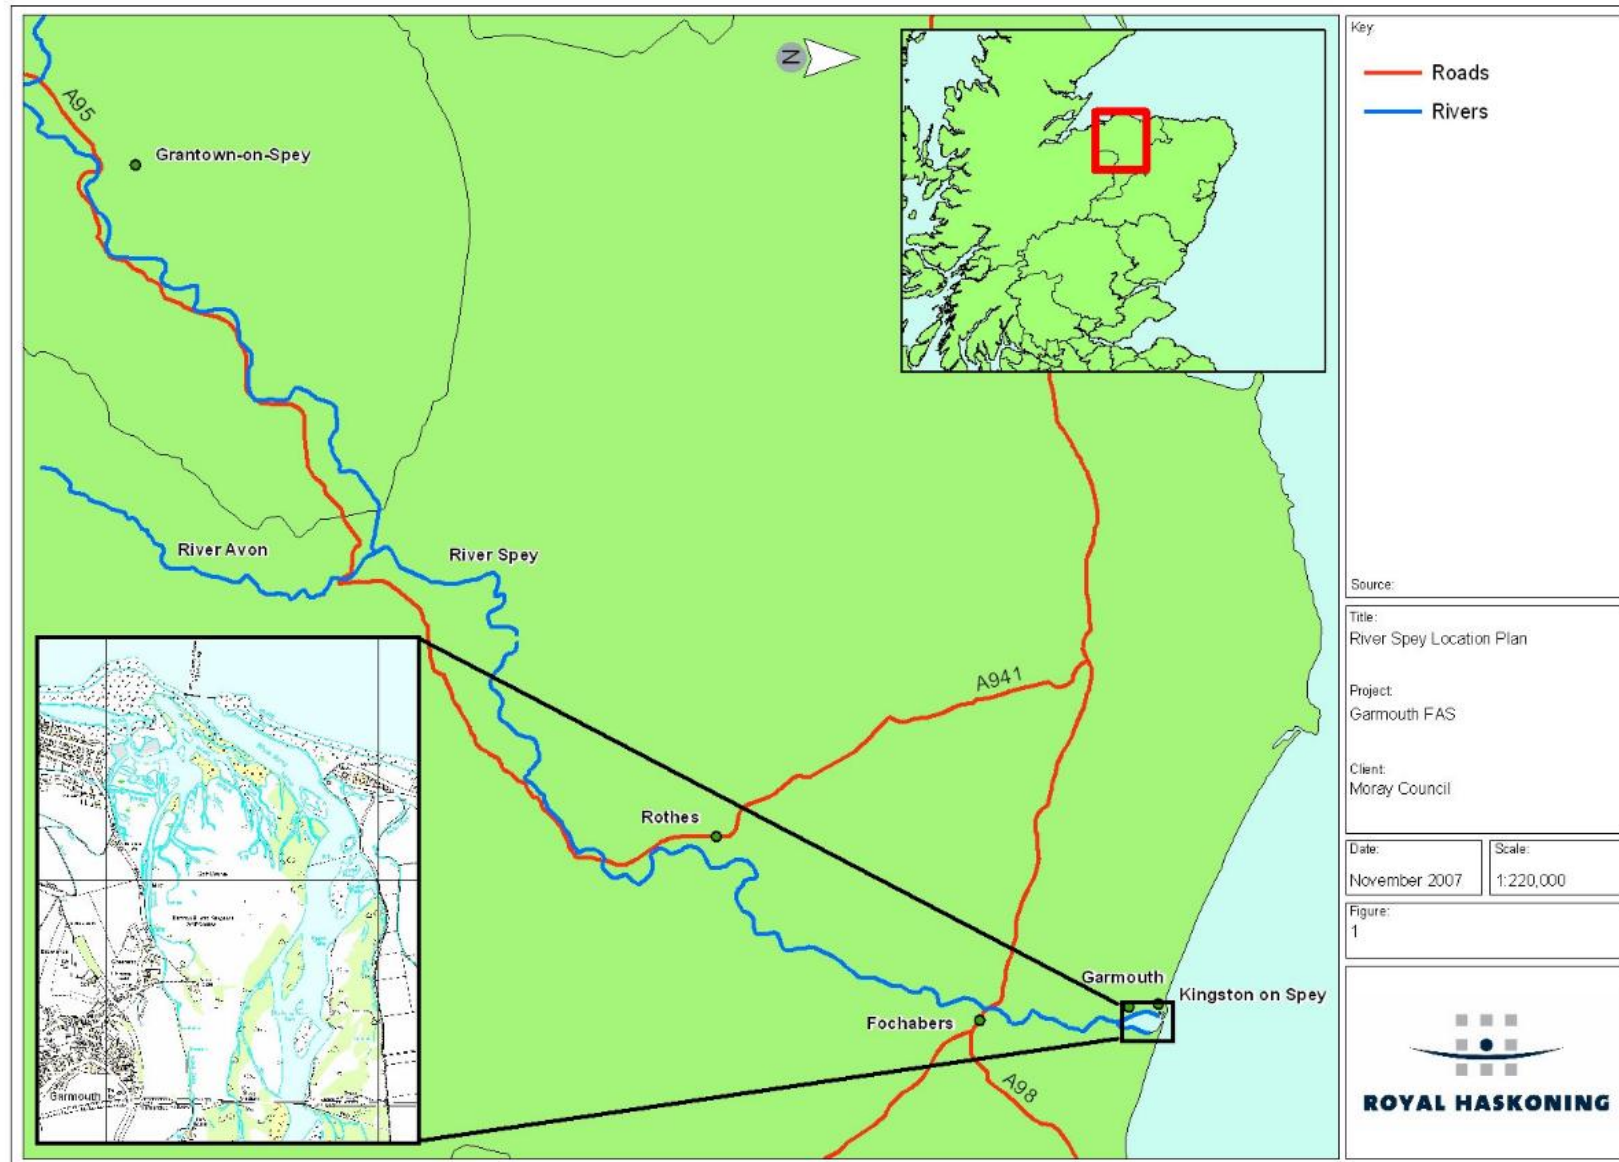 A95
Grantown-on-Spey
N
River Avon
River Spey
A941
Rothes
Garmouth
Kingston on Spey
Fochabers
A98
Garmouth
Key:
Roads
Rivers
Source:
Title:
River Spey Location Plan
Project:
Garmouth FAS
Client:
Moray Council
Date:
November 2007
Scale:
1:220,000
Figure:
1
ROYAL HASKONING